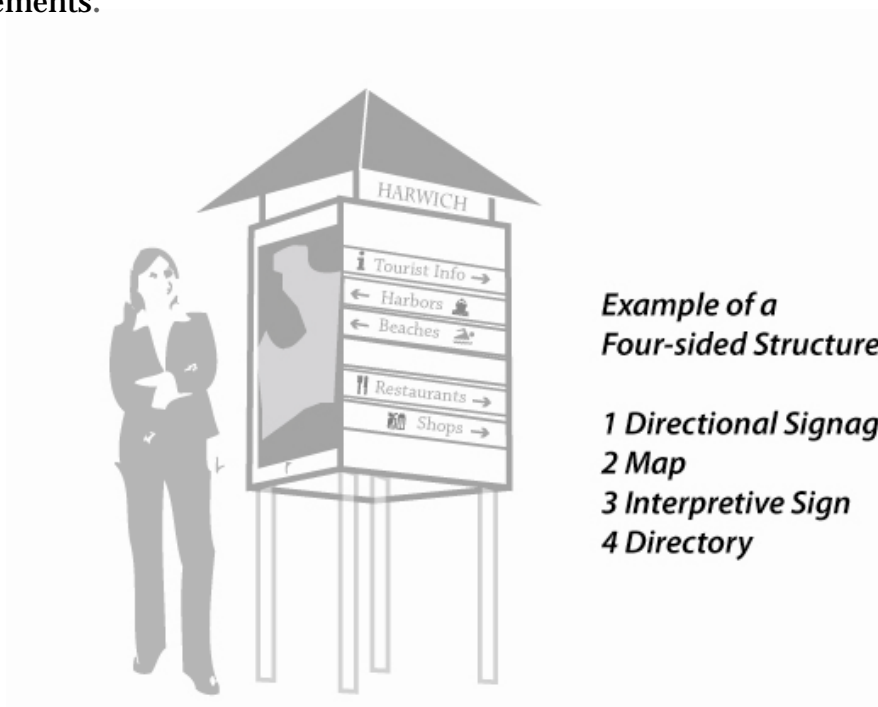 ements.
HARWICH
Tourist Info
Harbors
Beaches
Restaurants
Shops
Example of a
Four-sided Structure
1 Directional Signag
2 Map
3 Interpretive Sign
4 Directory